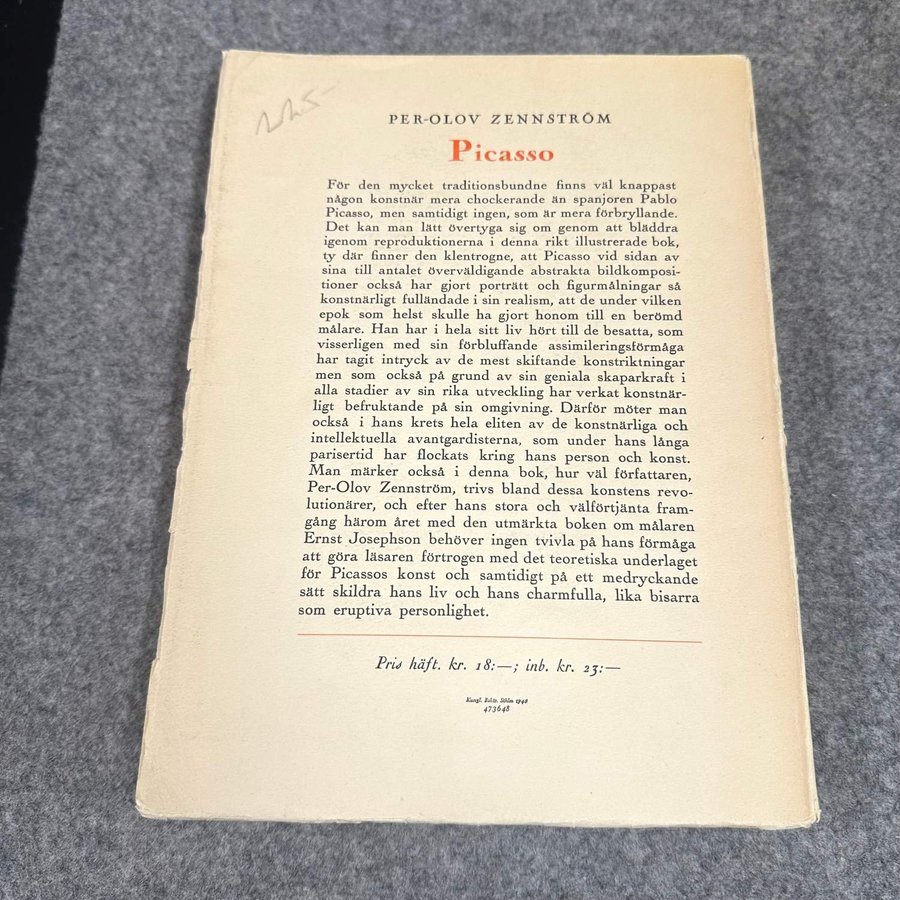 PER-OLOV ZENNSTRÖM
Picasso
För den mycket traditionsbundne finns väl knappast
någon konstnär mera chockerande än spanjoren Pablo
Picasso, men samtidigt ingen, som är mera förbryllande.
Det kan man lätt övertyga sig om genom att bläddra
igenom reproduktionerna i denna rikt illustrerade bok,
ty där finner den klentrogne, att Picasso vid sidan av
sina till antalet överväldigande abstrakta bildkomposi-
tioner också har gjort porträtt och figurmålningar så
konstnärligt fulländade i sin realism, att de under vilken
epok som helst skulle ha gjort honom till en berömd
målare. Han har i hela sitt liv hört till de besatta, som
visserligen med sin förbluffande assimileringsförmåga
har tagit intryck av de mest skiftande konstriktningar
men som också på grund av sin geniala skaparkraft i
alla stadier av sin rika utveckling har verkat konstnär-
ligt befruktande på sin omgivning. Därför möter man
också i hans krets hela eliten av de konstnärliga och
intellektuella avantgardisterna, som under hans långa
parisertid har flockats kring hans person och konst.
Man märker också i denna bok, hur väl författaren,
Per-Olov Zennström, trivs bland dessa konstens revo-
lutionärer, och efter hans stora och välförtjänta fram-
gång härom året med den utmärkta boken om målaren
Ernst Josephson behöver ingen tvivla på hans förmåga
att göra läsaren förtrogen med det teoretiska underlaget
för Picassos konst och samtidigt på ett medryckande
sätt skildra hans liv och hans charmfulla, lika bisarra
som eruptiva personlighet.
Pris häft. kr. 18:—; inb. kr. 23:—
Kungl. Boktr. Sthlm 1948
473648